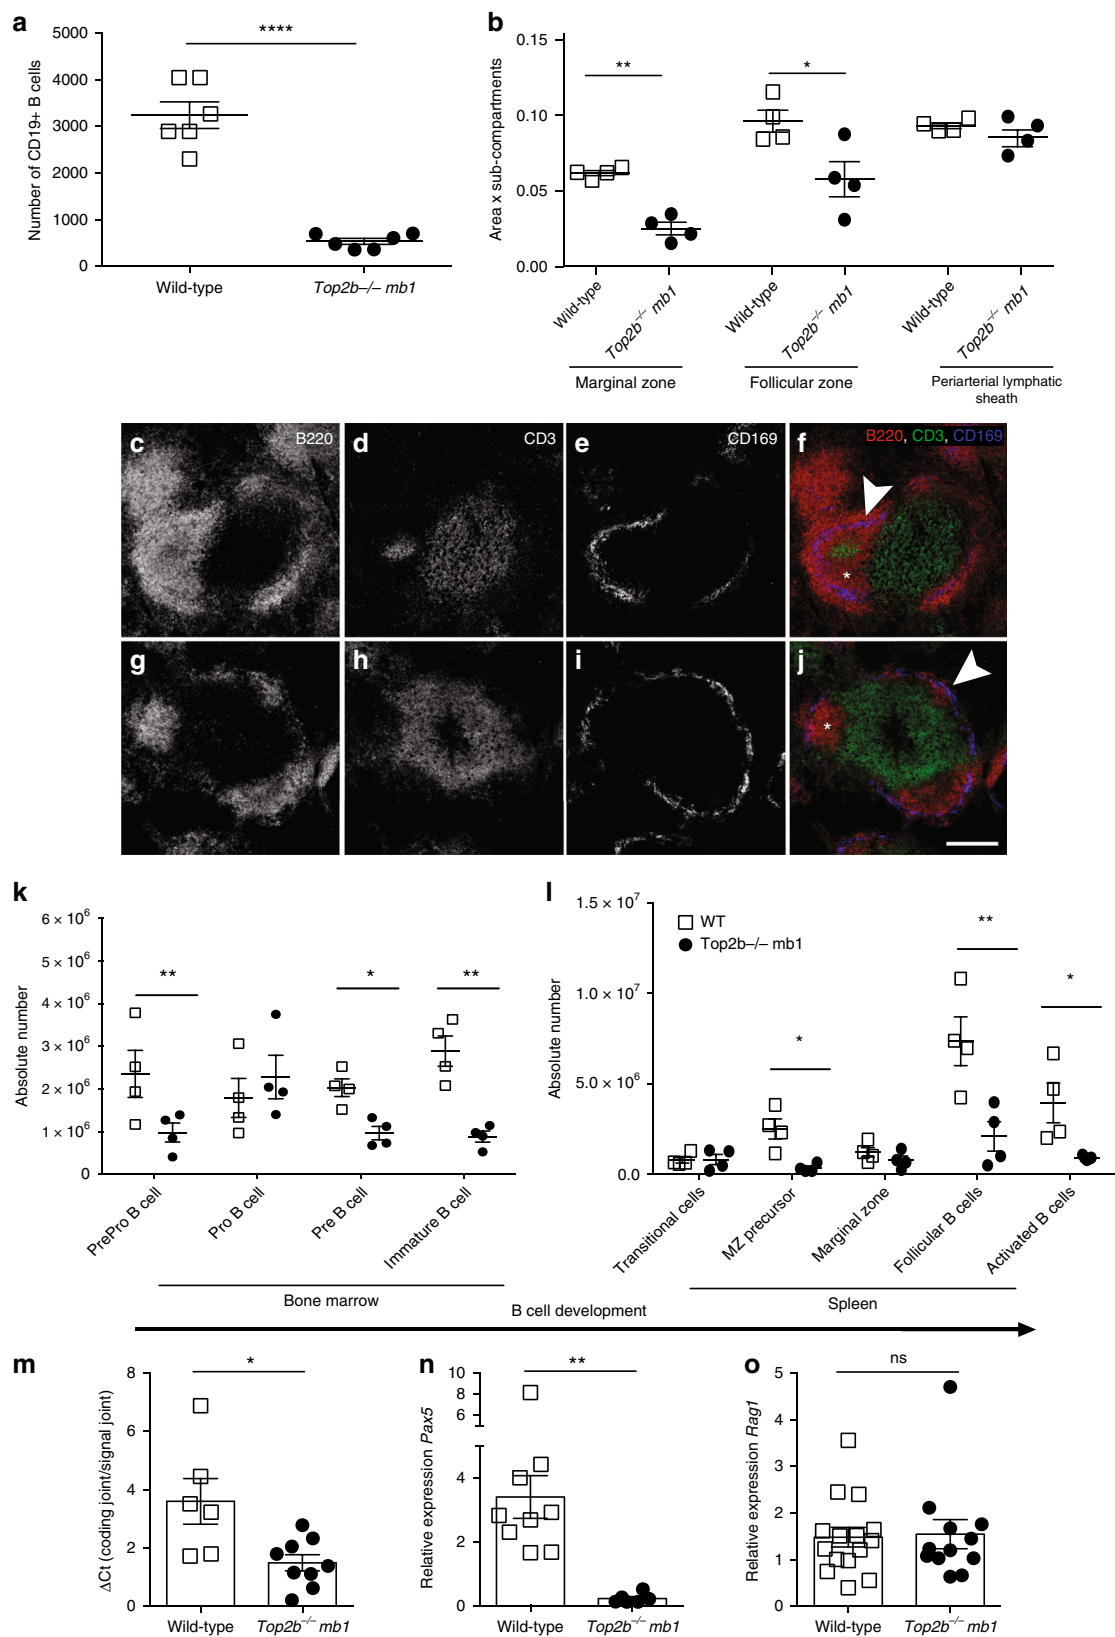 a
5000
4000
3000
2000
1000
0
Number of CD19+ B cells
****
Wild-type
Top2b–/– mb1
b
0.15
0.10
0.05
0.00
Area x sub-compartments
**
*
Wild-type
Top2b–/– mb1
Wild-type
Top2b–/– mb1
Wild-type
Top2b–/– mb1
Marginal zone
Follicular zone
Periarterial lymphatic
sheath
c
B220
d
CD3
e
CD169
f
B220, CD3, CD169
*
g
h
i
j
*
k
6 × 10⁶
5 × 10⁶
4 × 10⁶
3 × 10⁶
2 × 10⁶
1 × 10⁶
0
Absolute number
**
*
**
PrePro B cell
Pro B cell
Pre B cell
Immature B cell
Bone marrow
l
1.5 × 10⁷
1.0 × 10⁷
5.0 × 10⁶
0.0
Absolute number
WT
Top2b–/– mb1
*
**
*
Transitional cells
MZ precursor
Marginal zone
Follicular B cells
Activated B cells
Spleen
B cell development
m
8
6
4
2
0
ΔCt (coding joint/signal joint)
*
Wild-type
Top2b–/– mb1
n
10
8
6
4
2
0
Relative expression Pax5
**
Wild-type
Top2b–/– mb1
o
5
4
3
2
1
0
Relative expression Rag1
ns
Wild-type
Top2b–/– mb1